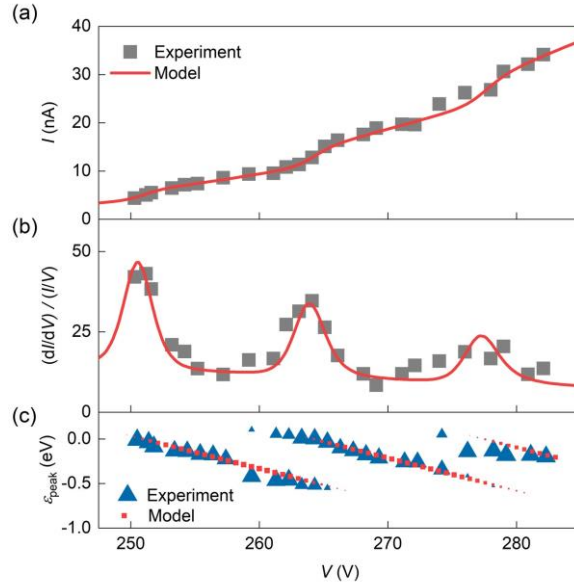 (a)
40
30
20
10
0
I (nA)
Experiment
Model
(b)
50
25
0
(dI/dV) / (I/V)
(c)
0.0
-0.5
-1.0
εpeak (eV)
Experiment
Model
250
260
270
280
V (V)